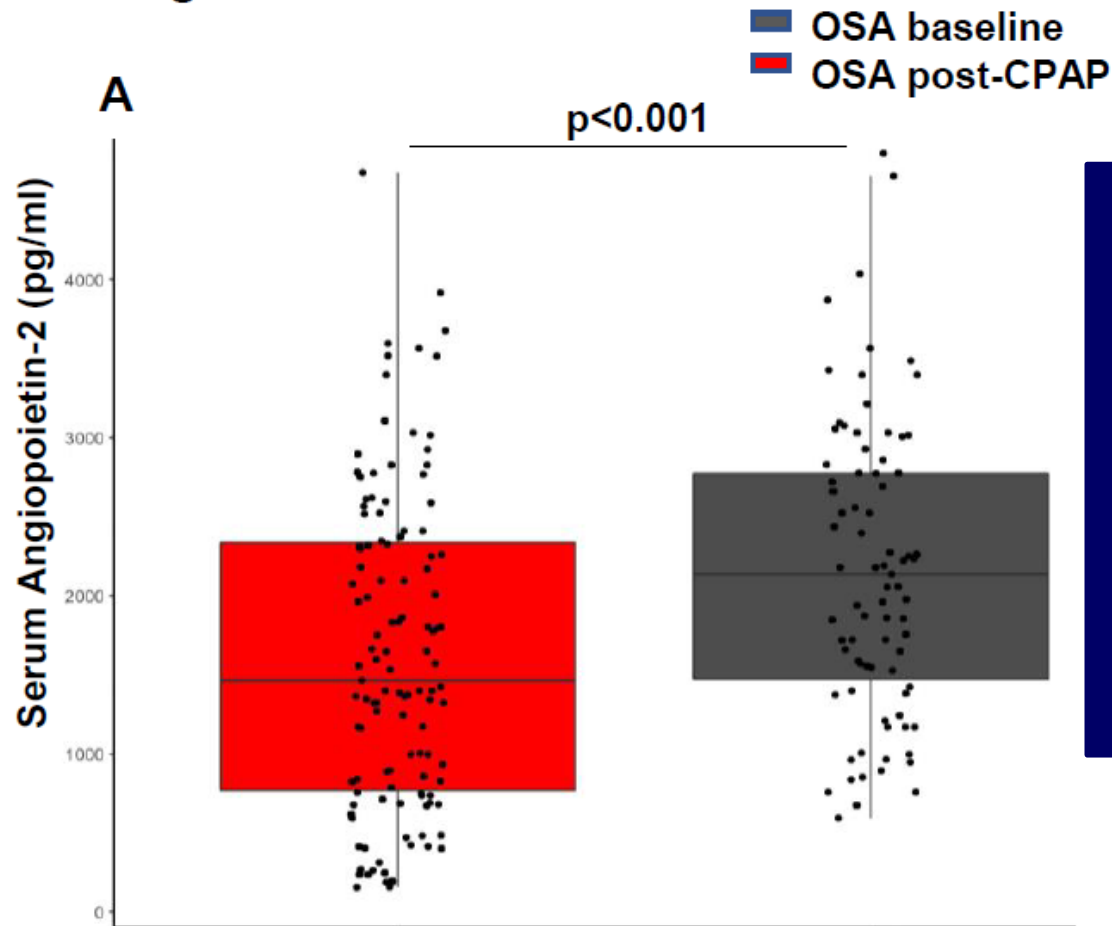 OSA baseline
OSA post-CPAP
A
p<0.001
Serum Angiopoietin-2 (pg/ml)
4000
3000
2000
1000
0